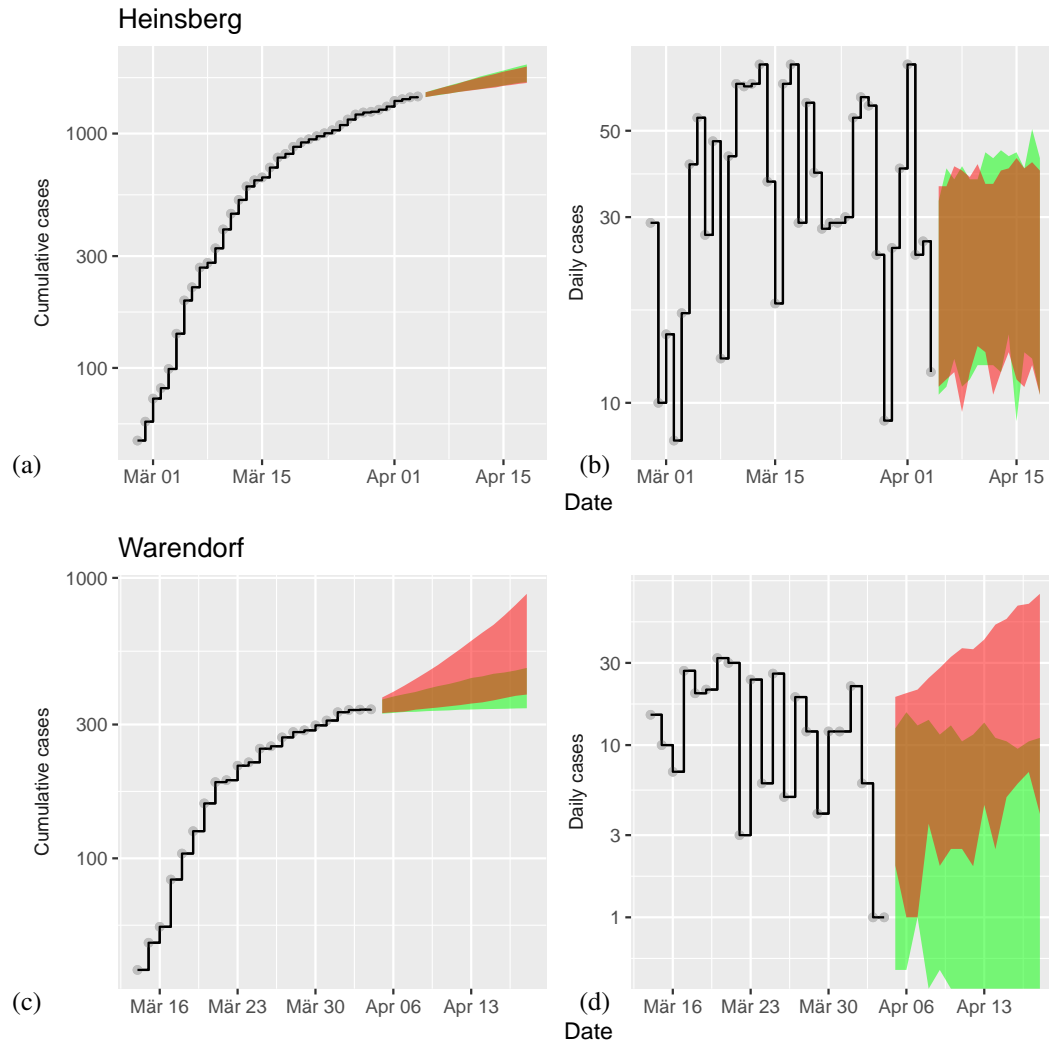 Heinsberg
Cumulative cases
1000
300
100
Mär 01 Mär 15 Apr 01 Apr 15
(a)
Daily cases
50
30
10
Mär 01 Mär 15 Apr 01 Apr 15
(b)
Date
Warendorf
Cumulative cases
1000
300
100
Mär 16 Mär 23 Mär 30 Apr 06 Apr 13
(c)
Daily cases
30
10
3
1
Mär 16 Mär 23 Mär 30 Apr 06 Apr 13
(d)
Date